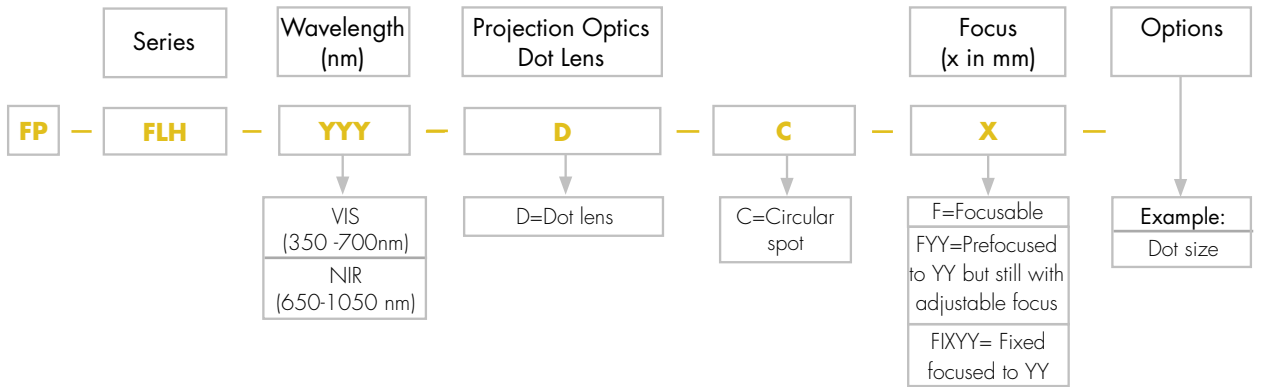 Series
Wavelength
(nm)
Projection Optics
Dot Lens
Focus
(x in mm)
Options
FP – FLH – YYY – D – C – X –
VIS
(350 -700nm)
NIR
(650-1050 nm)
D=Dot lens
C=Circular
spot
F=Focusable
FYY=Prefocused
to YY but still with
adjustable focus
FIXYY= Fixed
focused to YY
Example:
Dot size